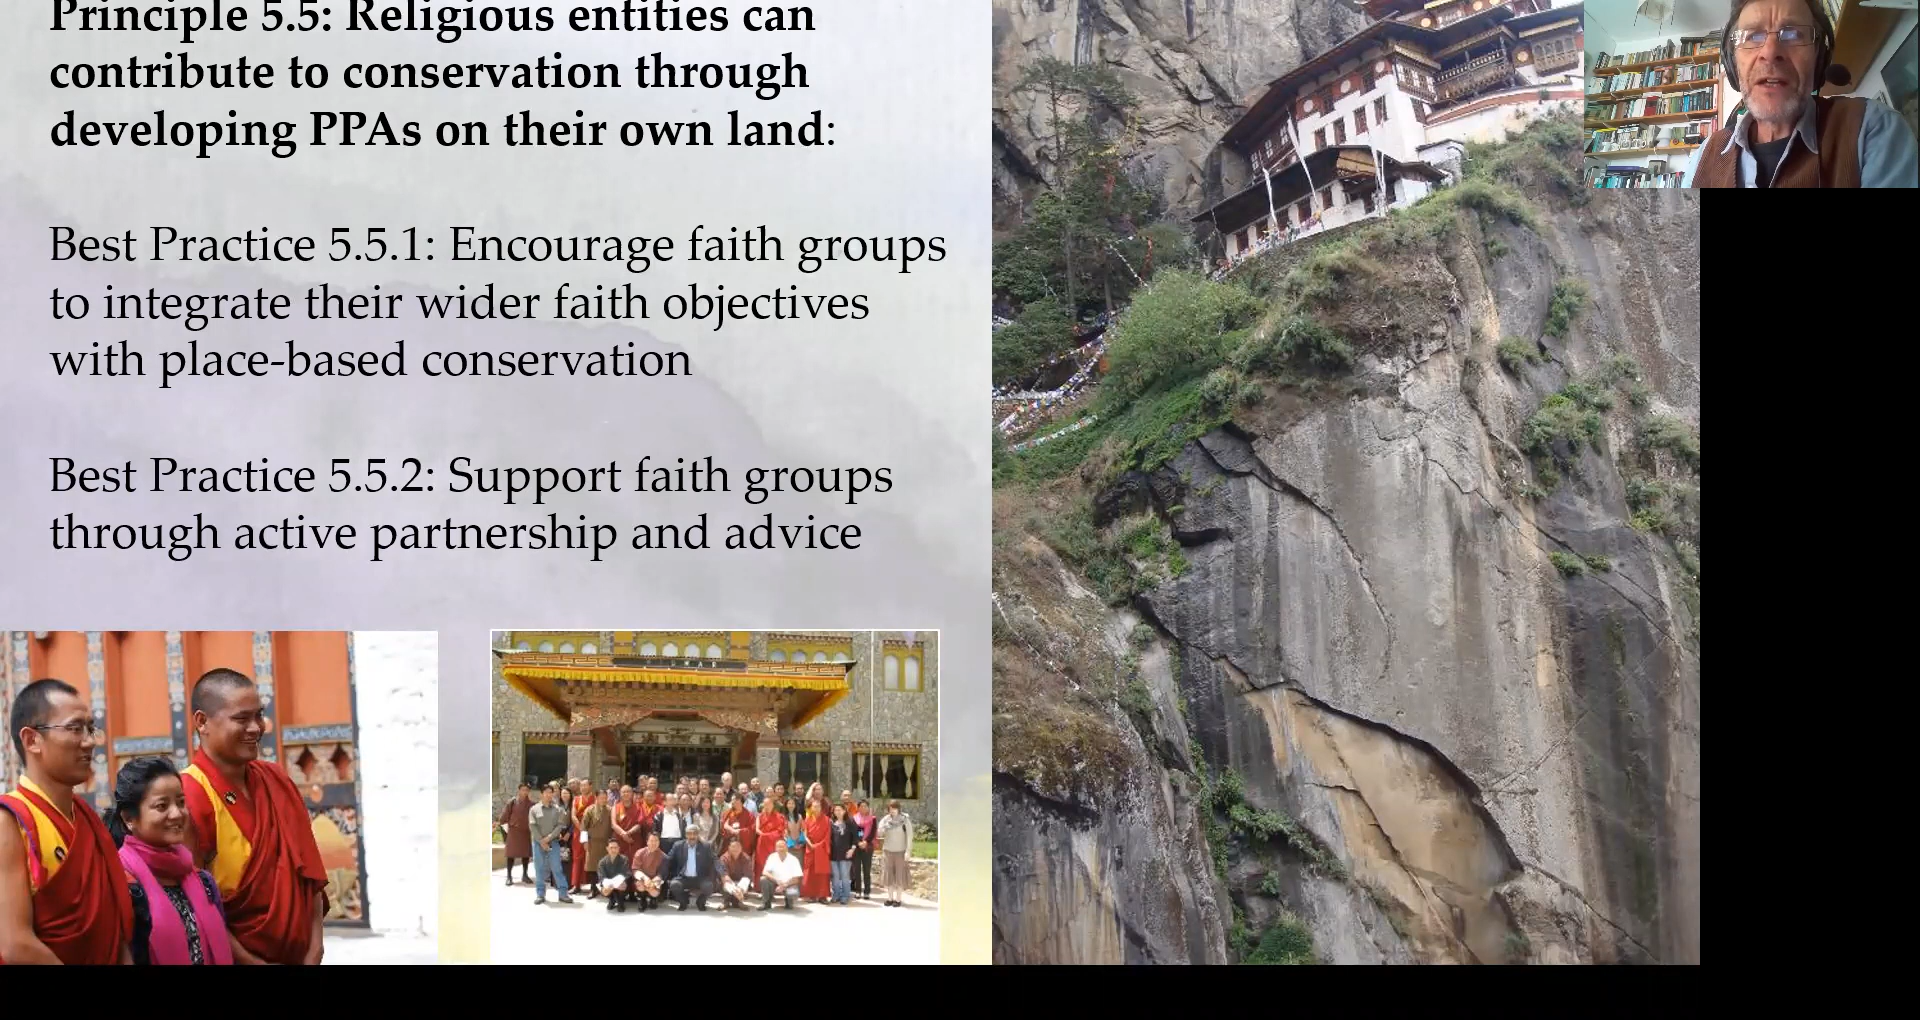 Principle 5.5: Religious entities can
contribute to conservation through
developing PPAs on their own land:
Best Practice 5.5.1: Encourage faith groups
to integrate their wider faith objectives
with place-based conservation
Best Practice 5.5.2: Support faith groups
through active partnership and advice